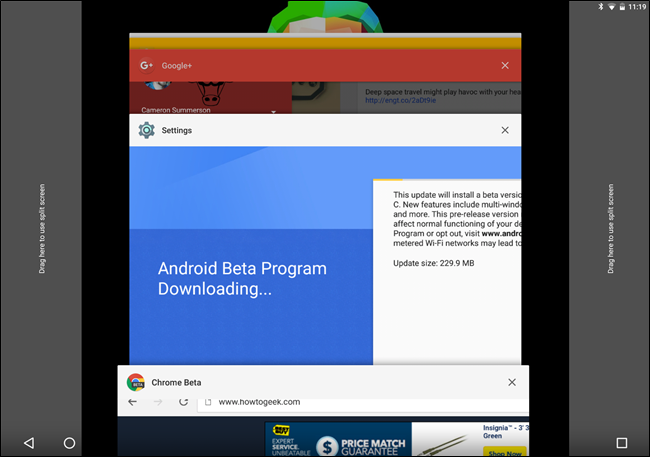 11:19
Google+
Deep space travel might play havoc with your hea
http://engt.co/2a0t9ie
Cameron Summerson
Settings
This update will install a beta versio
C. New features include multi-windo
and more. This pre-release version
affect normal functioning of your de
Program or opt out, visit www.andro
metered Wi-Fi networks may lead to
Update size: 229.9 MB
Android Beta Program
Downloading...
Drag here to use split screen
Drag here to use split screen
Chrome Beta
BETA
www.howtogeek.com
BEST BUY
EXPERT
SERVICE.
UNBEATABLE
$
PRICE MATCH
GUARANTEE
Insignia™ - 3' 3
Green
Shop Now